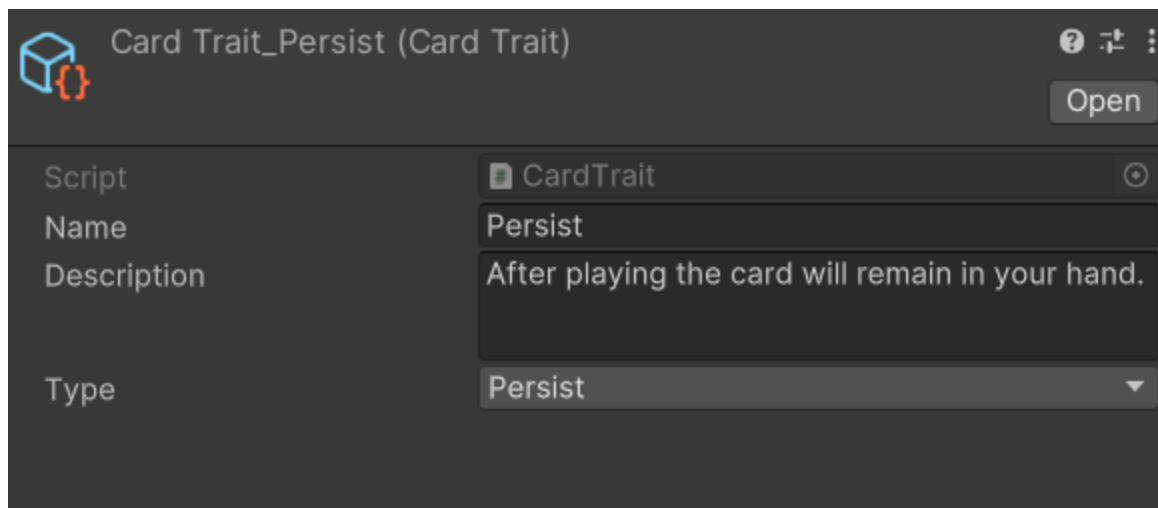 Card Trait_Persist (Card Trait)
Open
Script CardTrait
Name Persist
Description After playing the card will remain in your hand.
Type Persist